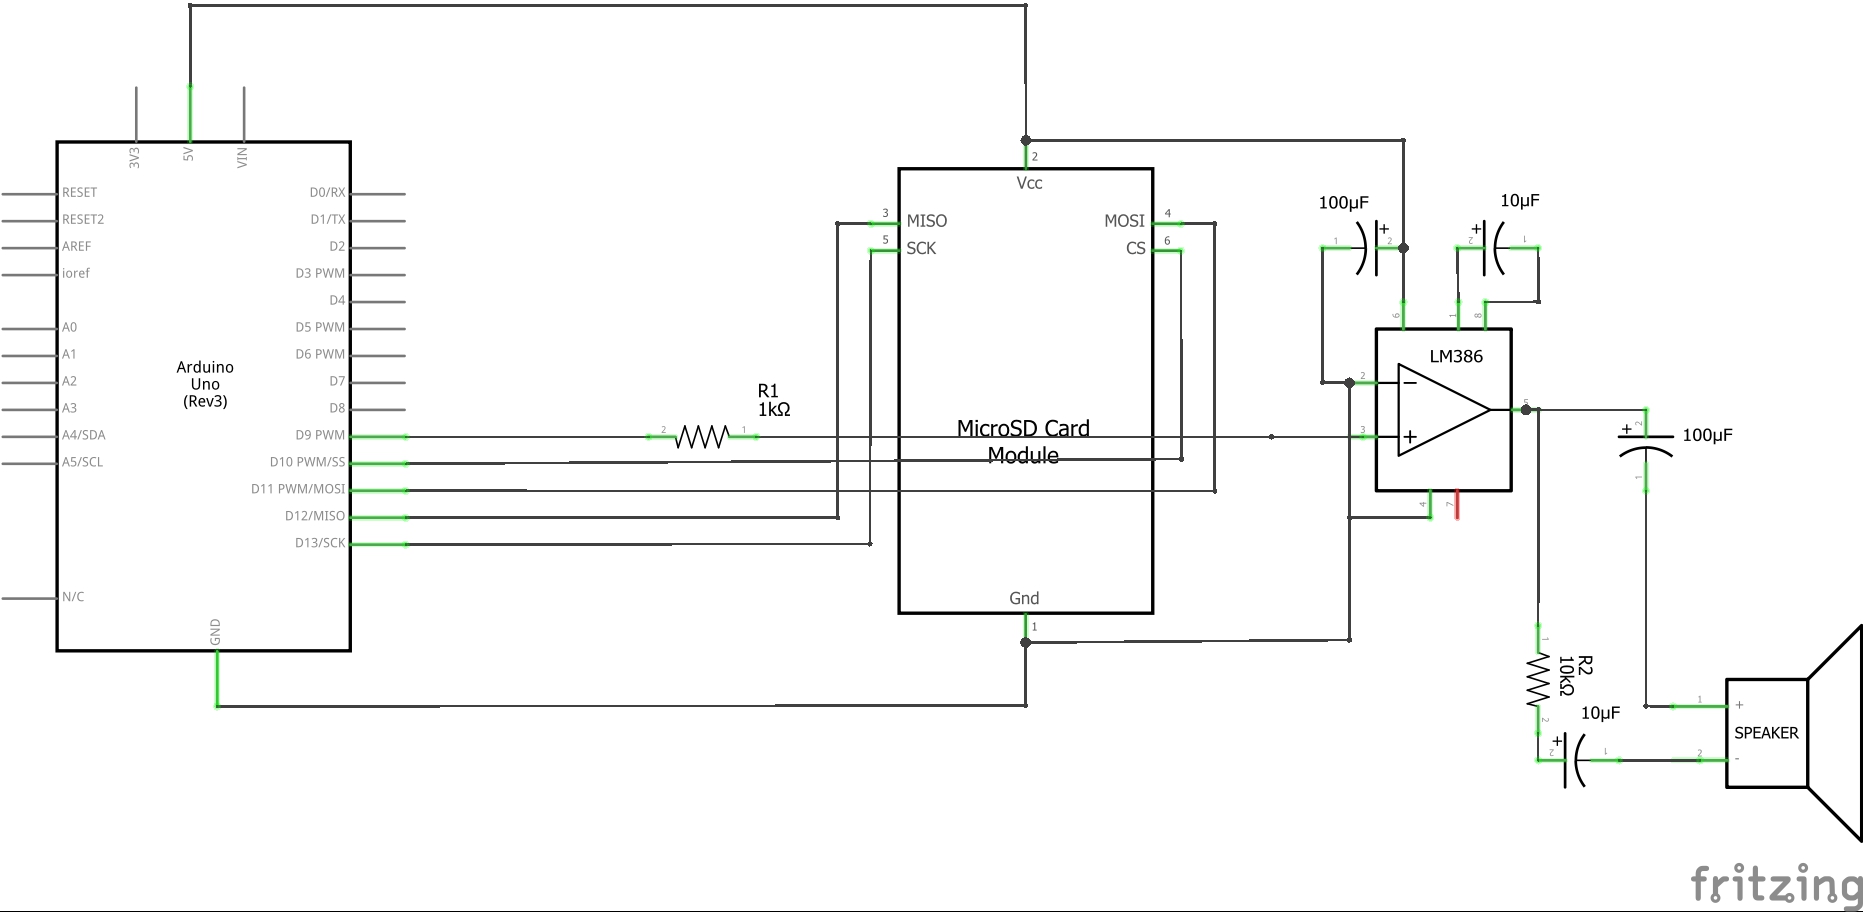 3V3
5V
VIN
RESET
RESET2
AREF
ioref
A0
A1
A2
A3
A4/SDA
A5/SCL
N/C
Arduino
Uno
(Rev3)
D0/RX
D1/TX
D2
D3 PWM
D4
D5 PWM
D6 PWM
D7
D8
D9 PWM
D10 PWM/SS
D11 PWM/MOSI
D12/MISO
D13/SCK
GND
R1
1kΩ
2
1
2
Vcc
3
MISO
5
SCK
4
MOSI
6
CS
MicroSD Card
Module
Gnd
1
100µF
1
+
2
10µF
2
+
1
6
1
8
LM386
2
−
3
+
5
4
7
+
2
100µF
1
1
R2
10kΩ
2
10µF
2
+
1
1
+
SPEAKER
2
-
fritzing